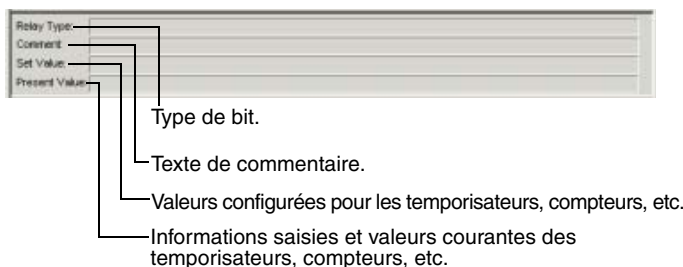 Relay Type:
Comment:
Set Value:
Present Value:
Type de bit.
Texte de commentaire.
Valeurs configurées pour les temporisateurs, compteurs, etc.
Informations saisies et valeurs courantes des
temporisateurs, compteurs, etc.